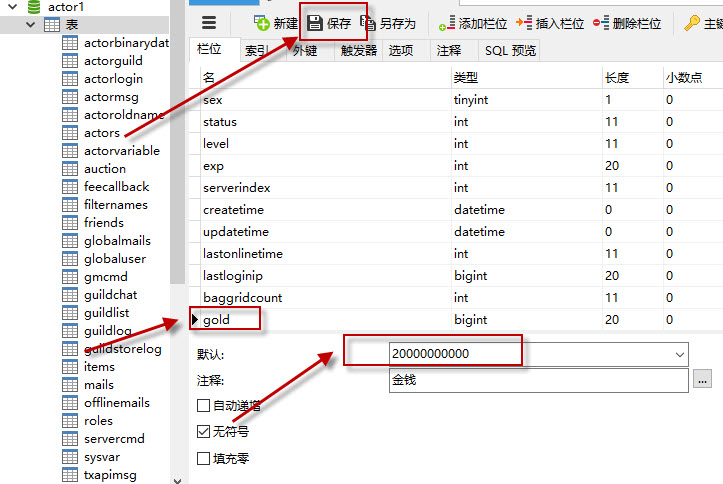 actor1
表
actorbinarydat
actorguild
actorlogin
actormsg
actoroldname
actors
actorvariable
auction
feecallback
filternames
friends
globalmails
globaluser
gmcmd
guildchat
guildlist
guildlog
guildstorelog
items
mails
offlinemails
roles
servercmd
sysvar
txapimsg
新建 保存 另存为 添加栏位 插入栏位 删除栏位 主键
栏位 索引 外键 触发器 选项 注释 SQL 预览
名 类型 长度 小数点
sex tinyint 1 0
status int 11 0
level int 11 0
exp int 20 0
serverindex int 11 0
createtime datetime 0 0
updatetime datetime 0 0
lastonlinetime int 11 0
lastloginip bigint 20 0
baggridcount int 11 0
gold bigint 20 0
默认: 20000000000
注释: 金钱 ...
自动递增
无符号
填充零